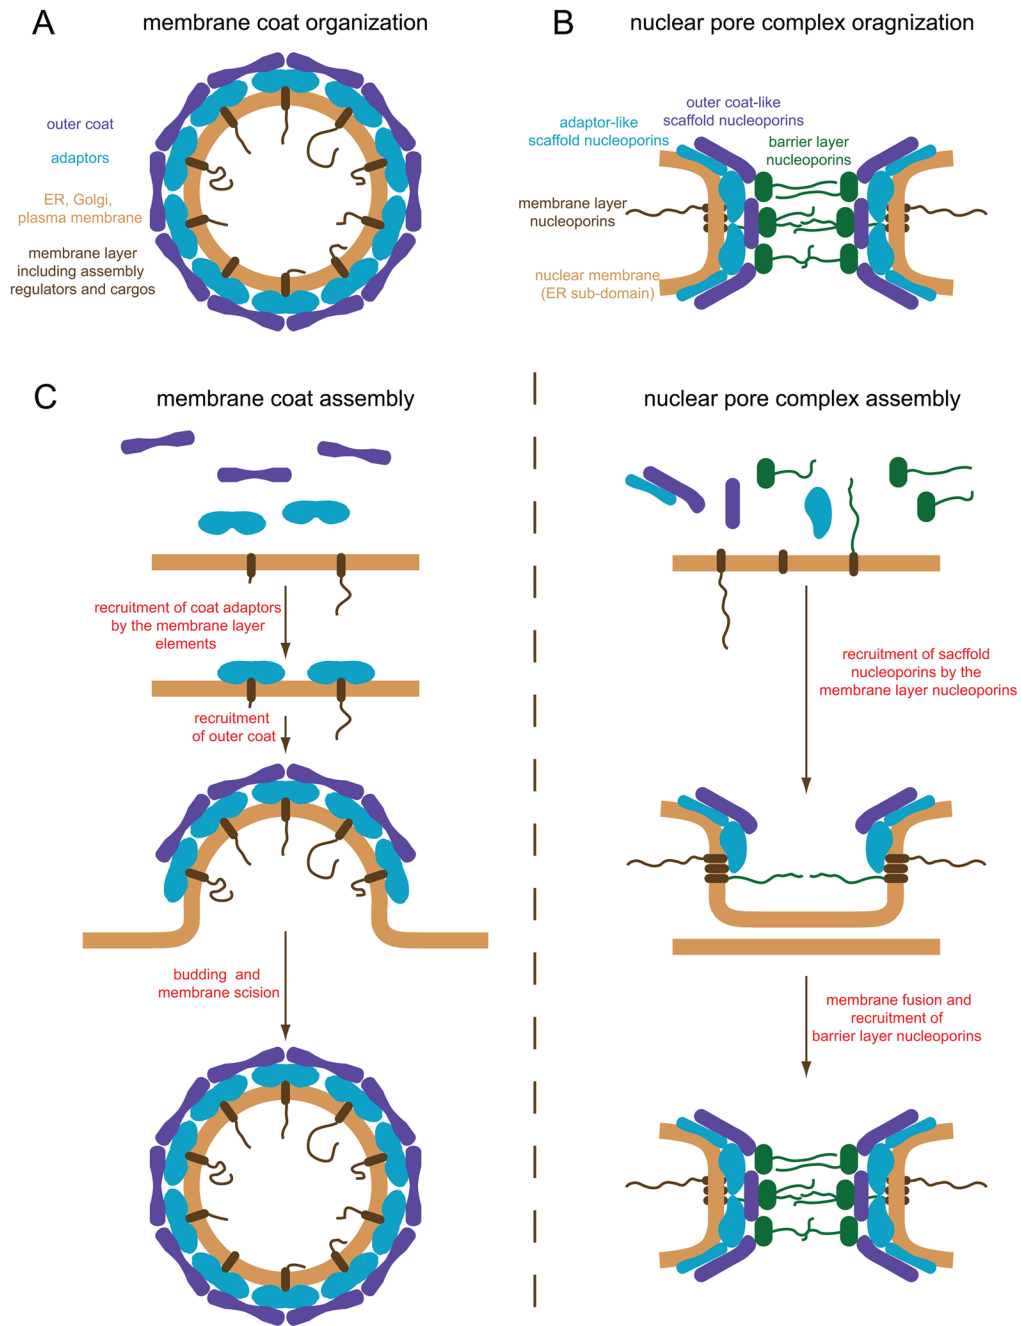 A
membrane coat organization
outer coat
adaptors
ER, Golgi,
plasma membrane
membrane layer
including assembly
regulators and cargos
B
nuclear pore complex oragnization
outer coat-like
scaffold nucleoporins
adaptor-like
scaffold nucleoporins
barrier layer
nucleoporins
membrane layer
nucleoporins
nuclear membrane
(ER sub-domain)
C
membrane coat assembly
recruitment of coat adaptors
by the membrane layer
elements
recruitment
of outer coat
budding and
membrane scision
nuclear pore complex assembly
recruitment of sacffold
nucleoporins by the
membrane layer nucleoporins
membrane fusion and
recruitment of
barrier layer nucleoporins